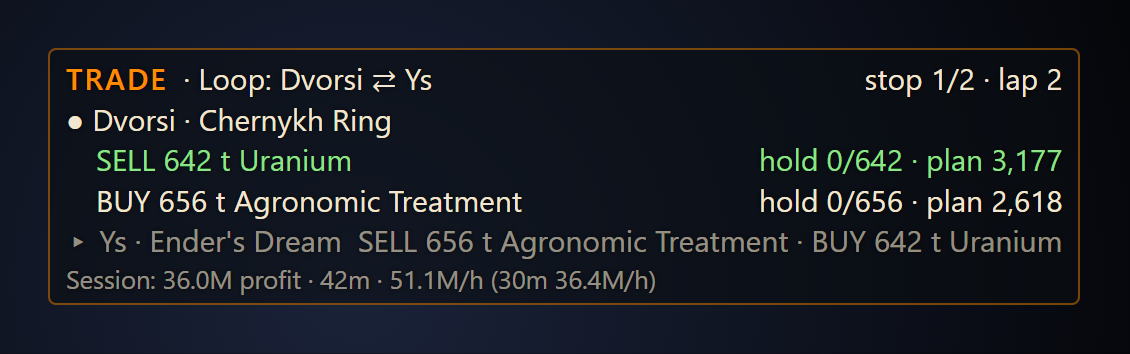 TRADE · Loop: Dvorsi ⇄ Ys stop 1/2 · lap 2
● Dvorsi · Chernykh Ring
SELL 642 t Uranium hold 0/642 · plan 3,177
BUY 656 t Agronomic Treatment hold 0/656 · plan 2,618
▸ Ys · Ender's Dream SELL 656 t Agronomic Treatment · BUY 642 t Uranium
Session: 36.0M profit · 42m · 51.1M/h (30m 36.4M/h)